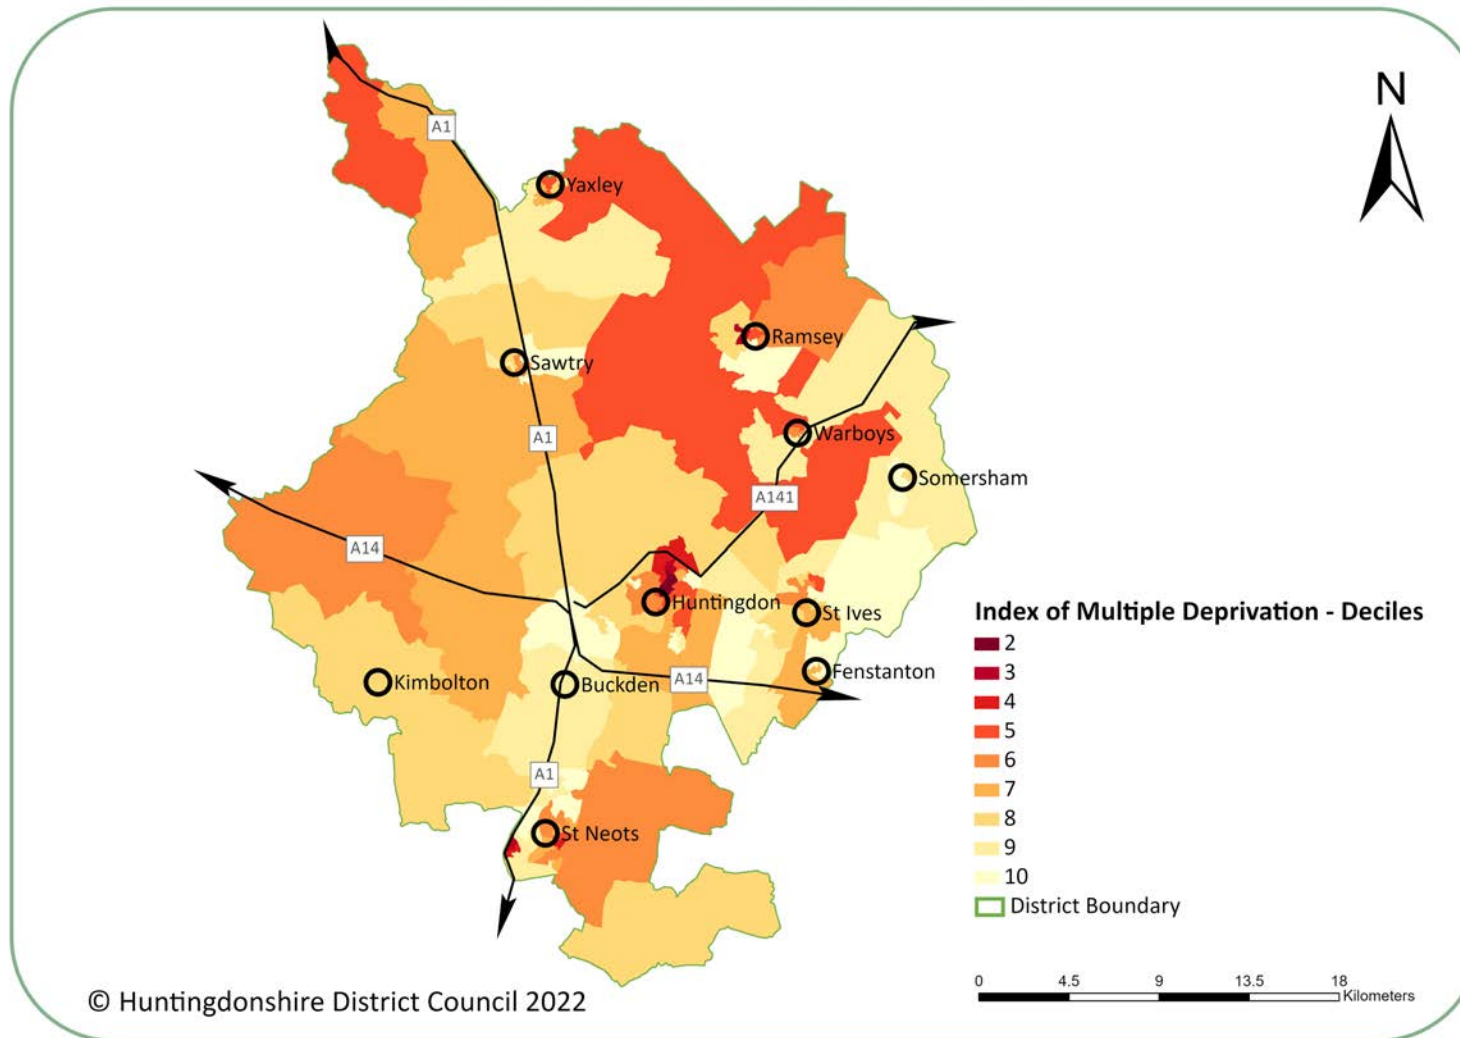 N
A1
Yaxley
Ramsey
Sawtry
Warboys
A1
Somersham
A141
A14
Huntingdon
St Ives
Index of Multiple Deprivation - Deciles
2
3
4
5
6
7
8
9
10
District Boundary
Fenstanton
Kimbolton
Buckden
A14
A1
St Neots
0 4.5 9 13.5 18
Kilometers
© Huntingdonshire District Council 2022